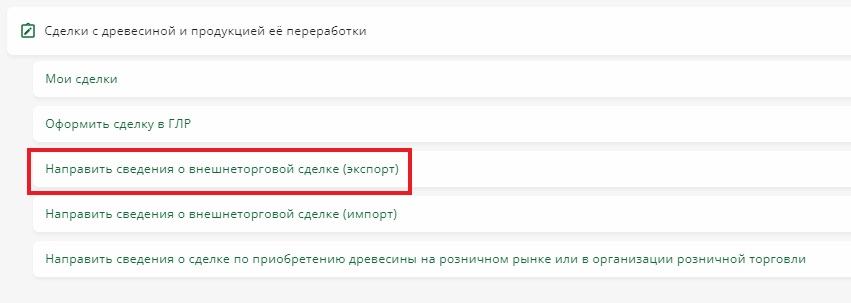 Сделки с древесиной и продукцией её переработки
Мои сделки
Оформить сделку в ГЛР
Направить сведения о внешнеторговой сделке (экспорт)
Направить сведения о внешнеторговой сделке (импорт)
Направить сведения о сделке по приобретению древесины на розничном рынке или в организации розничной торговли